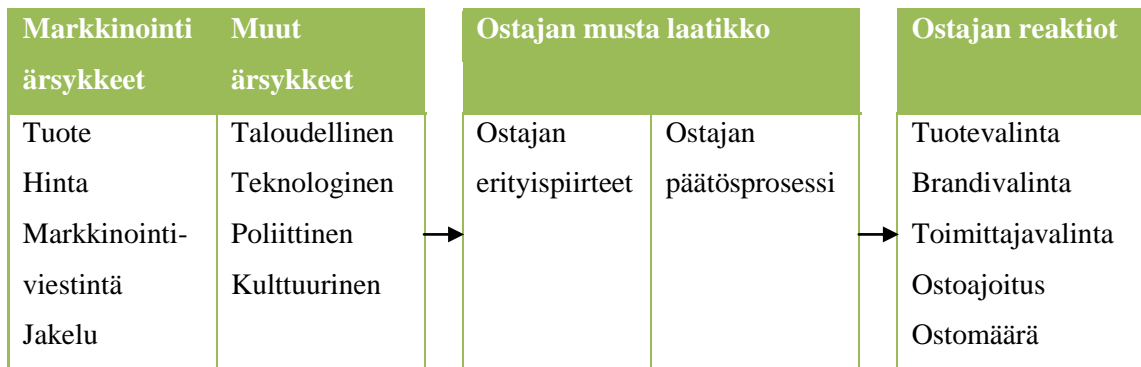 Markkinointi
ärsykkeet
Muut
ärsykkeet
Ostajan musta laatikko
Ostajan reaktiot
Tuote
Hinta
Markkinointi-
viestintä
Jakelu
Taloudellinen
Teknologinen
Poliittinen
Kulttuurinen
Ostajan
erityispiirteet
Ostajan
päätösprosessi
Tuotevalinta
Brandivalinta
Toimittajavalinta
Ostoajoitus
Ostomäärä